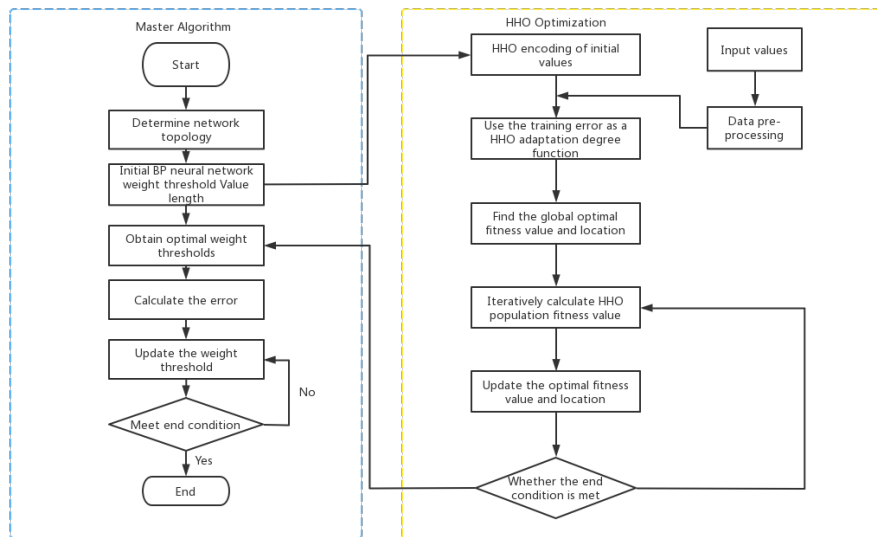 Master Algorithm
Start
Determine network
topology
Initial BP neural network
weight threshold Value
length
Obtain optimal weight
thresholds
Calculate the error
Update the weight
threshold
No
Meet end condition
Yes
End
HHO Optimization
HHO encoding of initial
values
Input values
Data pre-
processing
Use the training error as a
HHO adaptation degree
function
Find the global optimal
fitness value and location
Iteratively calculate HHO
population fitness value
Update the optimal fitness
value and location
Whether the end
condition is met